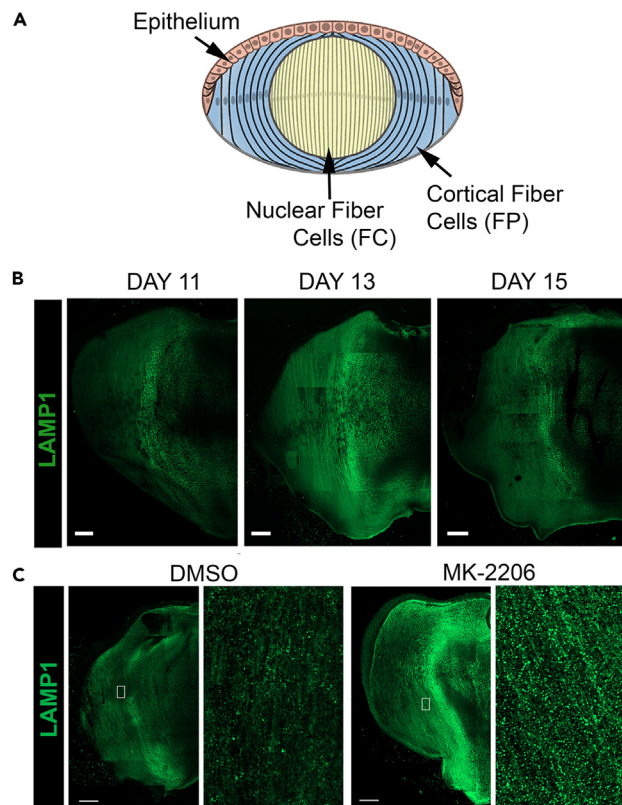 A
Epithelium
Nuclear Fiber
Cells (FC)
Cortical Fiber
Cells (FP)
B
DAY 11
DAY 13
DAY 15
LAMP1
C
DMSO
MK-2206
LAMP1